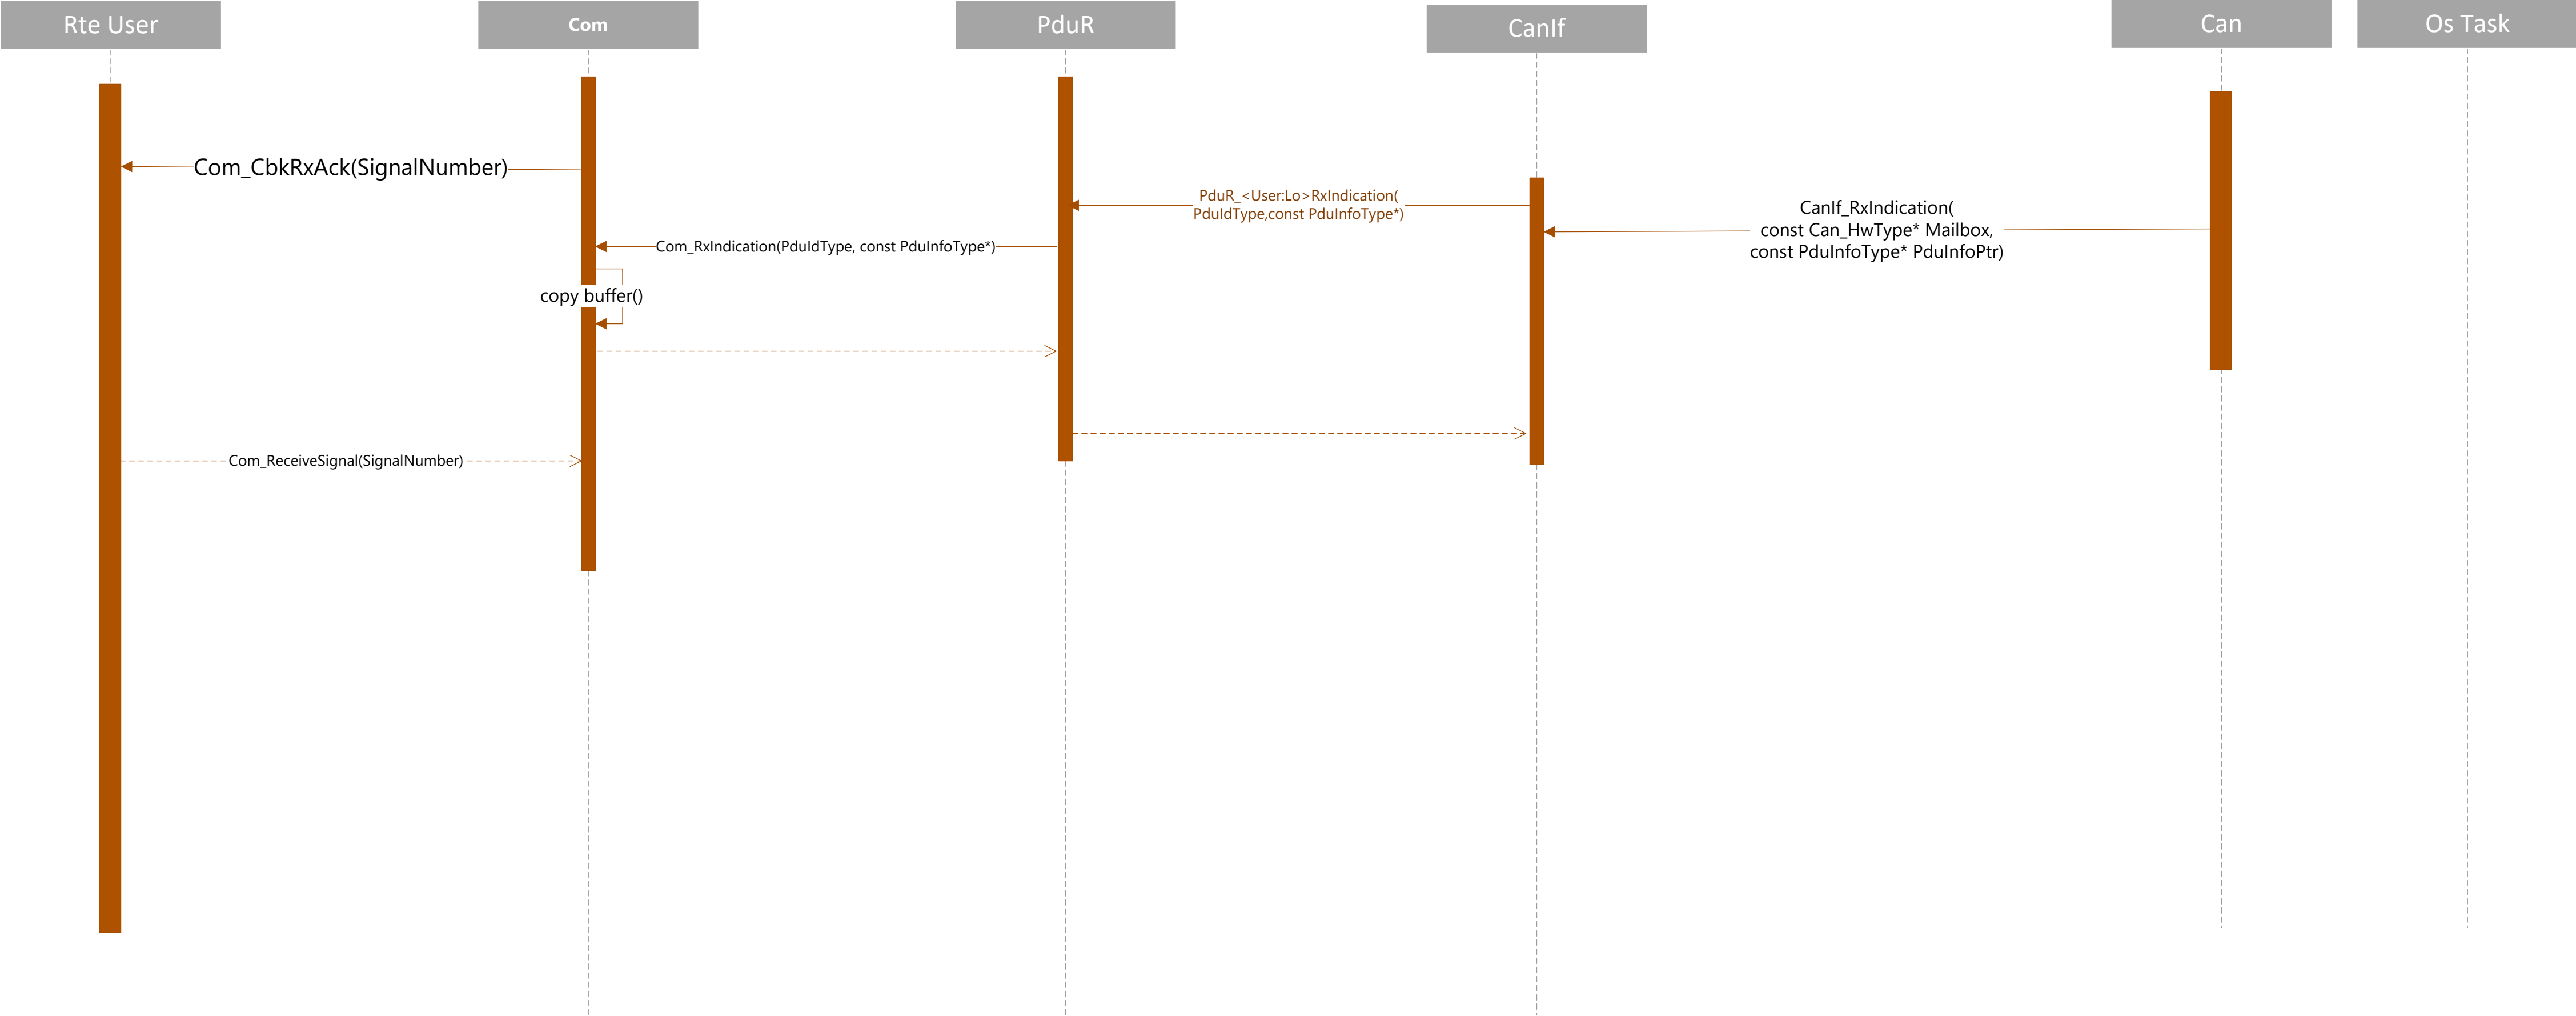 Rte User
Com
PduR
CanIf
Can
Os Task
Com_CbkRxAck(SignalNumber)
PduR_<User:Lo>RxIndication(
PduIdType,const PduInfoType*)
CanIf_RxIndication(
const Can_HwType* Mailbox,
const PduInfoType* PduInfoPtr)
Com_RxIndication(PduIdType, const PduInfoType*)
copy buffer()
Com_ReceiveSignal(SignalNumber)